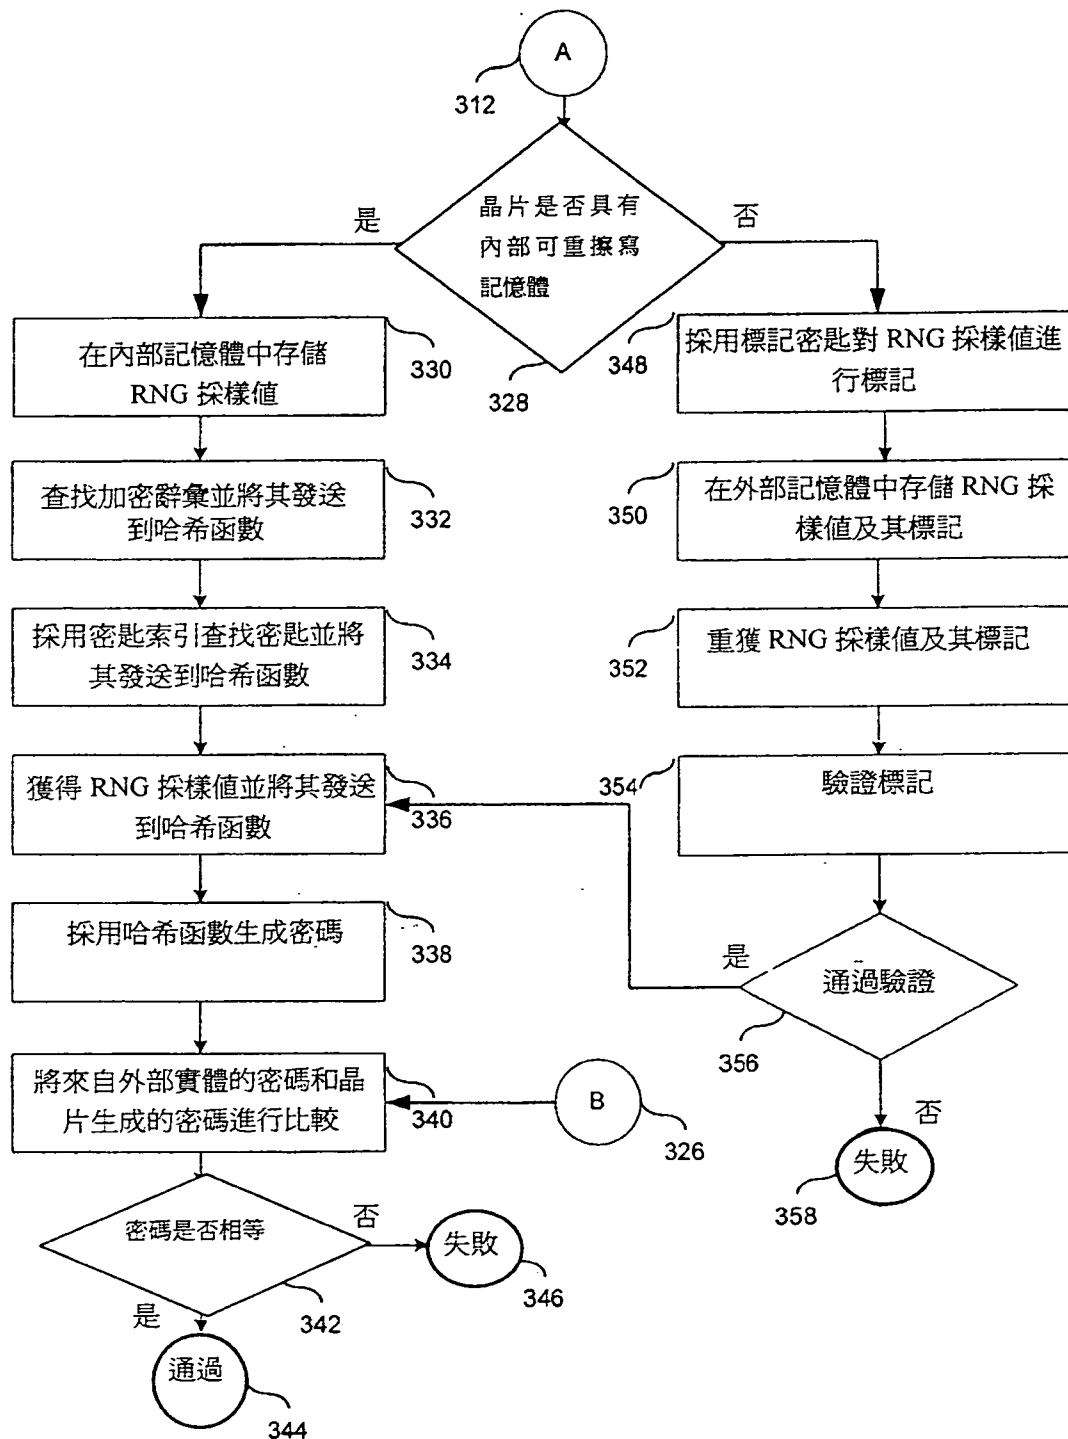 A
312
晶片是否具有
內部可重擦寫
記憶體
是
否
328
在內部記憶體中存儲
RNG 採樣值
330
查找加密辭彙並將其發送
到哈希函數
332
採用密匙索引查找密匙並將
其發送到哈希函數
334
獲得 RNG 採樣值並將其發送
到哈希函數
336
採用哈希函數生成密碼
338
將來自外部實體的密碼和晶
片生成的密碼進行比較
340
B
326
密碼是否相等
342
否
失敗
346
是
通過
344
採用標記密匙對 RNG 採樣值進
行標記
348
在外部記憶體中存儲 RNG 採
樣值及其標記
350
重獲 RNG 採樣值及其標記
352
驗證標記
354
通過驗證
356
是
否
失敗
358